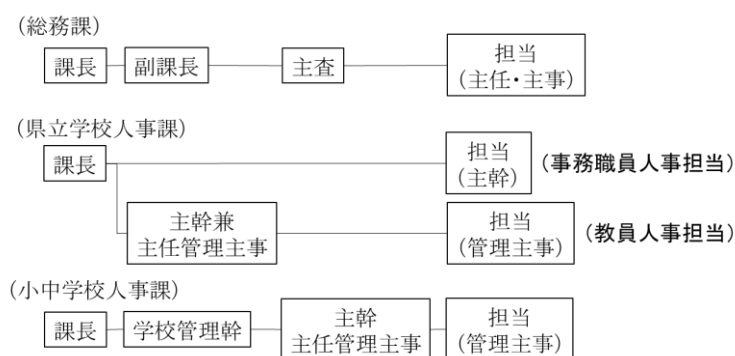 (総務課)
課長 副課長 主査 担当
(主任・主事)
(県立学校人事課)
課長 担当
(主幹) (事務職員人事担当)
主幹兼
主任管理主事 担当
(管理主事) (教員人事担当)
(小中学校人事課)
課長 学校管理幹 主幹
主任管理主事 担当
(管理主事)